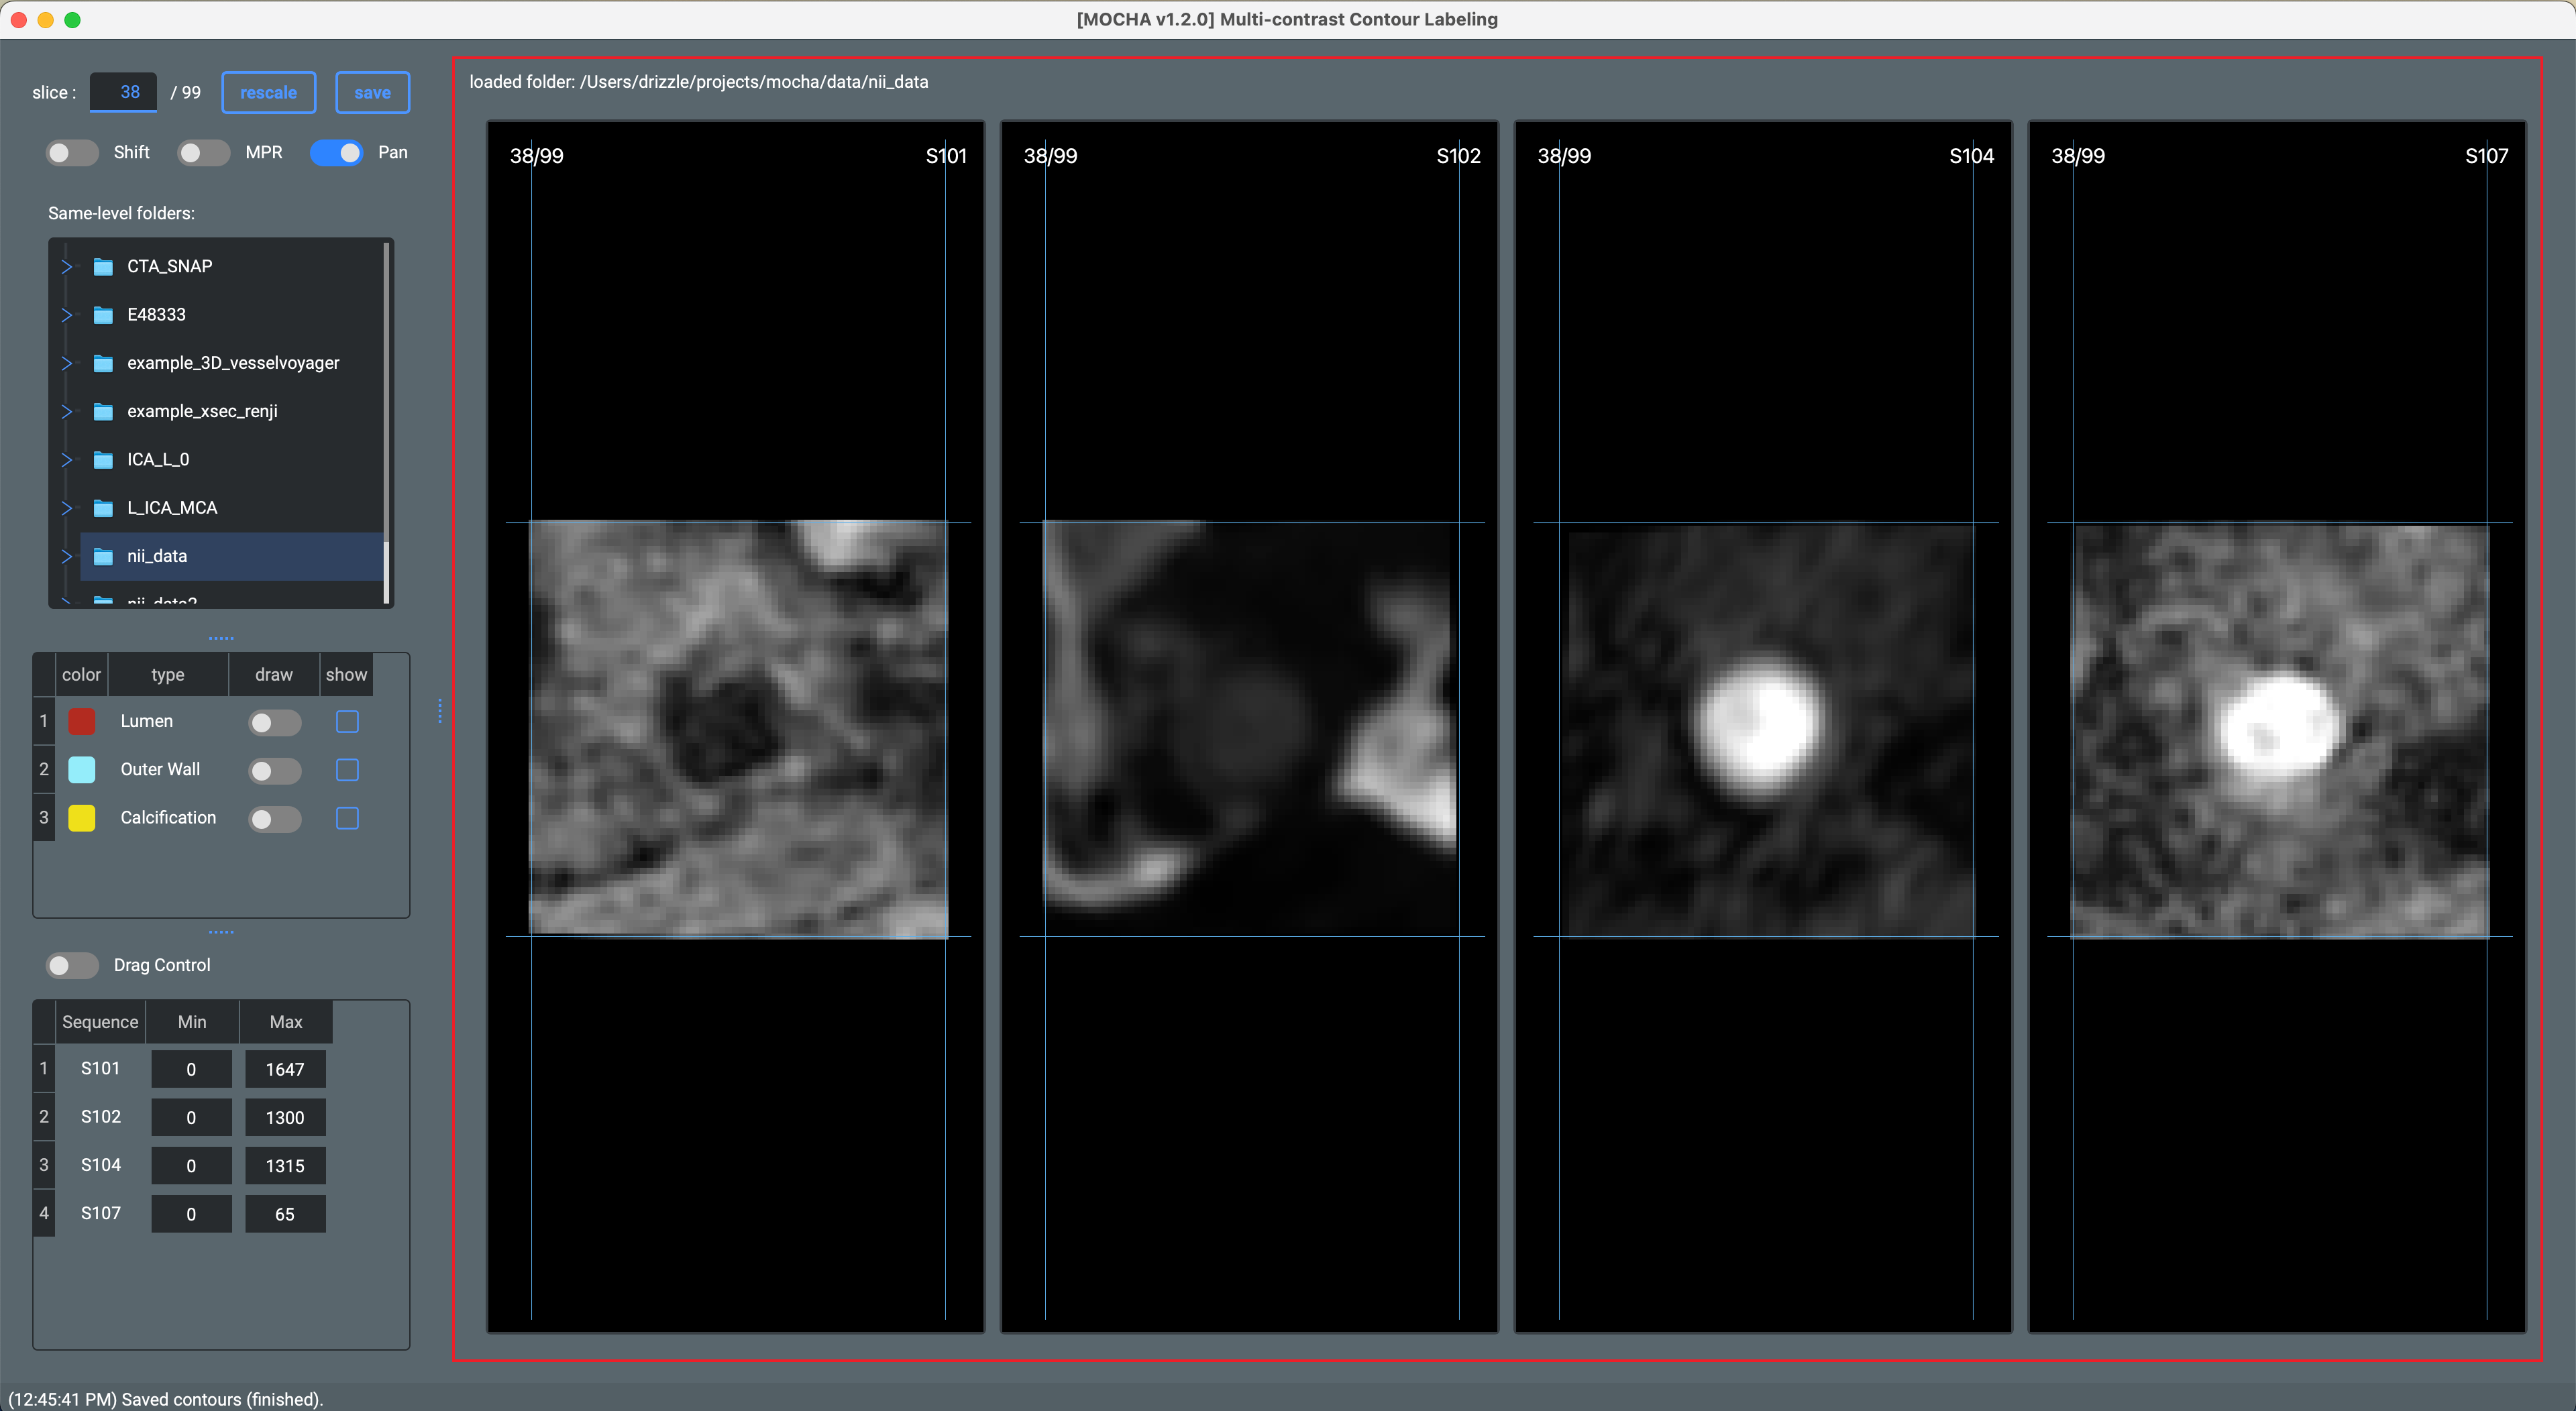 [MOCHA v1.2.0] Multi-contrast Contour Labeling
slice : 38 / 99 rescale save
Shift MPR Pan
Same-level folders:
CTA_SNAP
E48333
example_3D_vesselvoyager
example_xsec_renji
ICA_L_0
L_ICA_MCA
nii_data
nii_data2
color type draw show
1 Lumen
2 Outer Wall
3 Calcification
Drag Control
Sequence Min Max
1 S101 0 1647
2 S102 0 1300
3 S104 0 1315
4 S107 0 65
loaded folder: /Users/drizzle/projects/mocha/data/nii_data
38/99 S101
38/99 S102
38/99 S104
38/99 S107
(12:45:41 PM) Saved contours (finished).